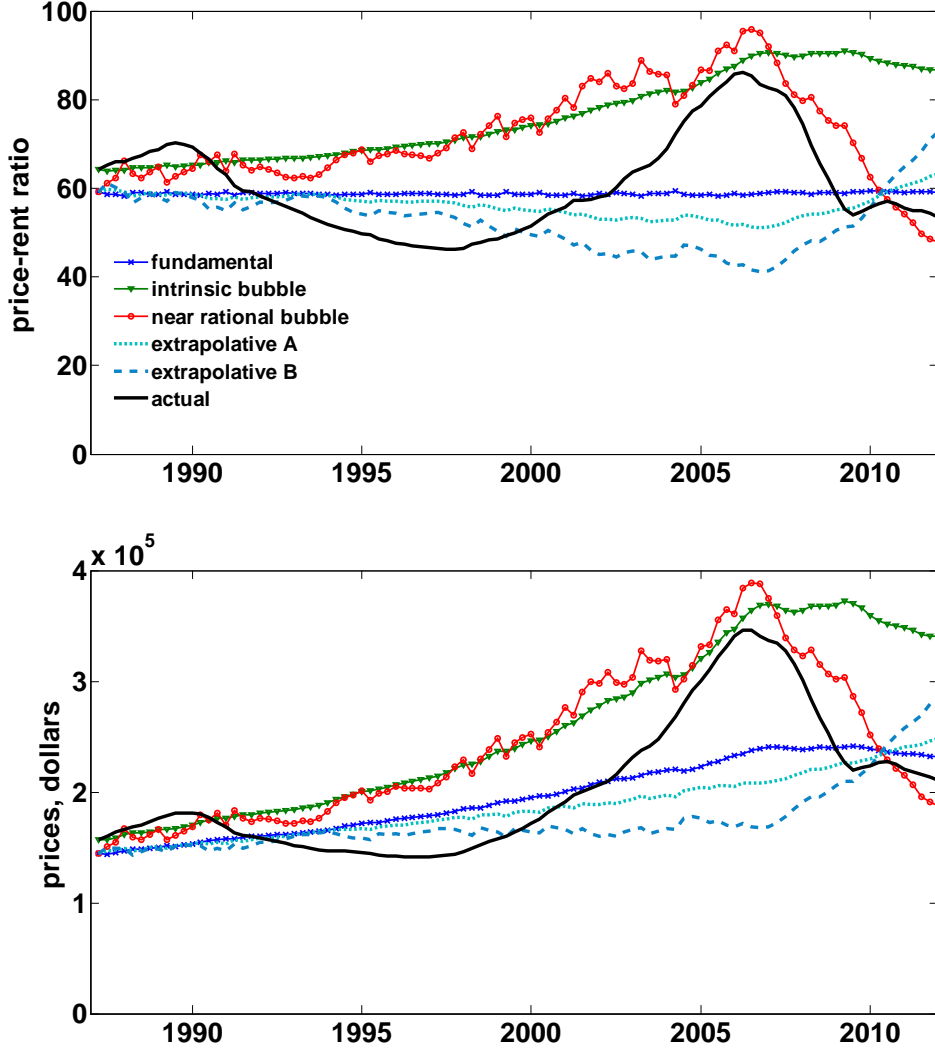 100
80
60
40
20
0
price-rent ratio
fundamental
intrinsic bubble
near rational bubble
extrapolative A
extrapolative B
actual
1990 1995 2000 2005 2010
x 10^5
4
3
2
1
0
prices, dollars
1990 1995 2000 2005 2010